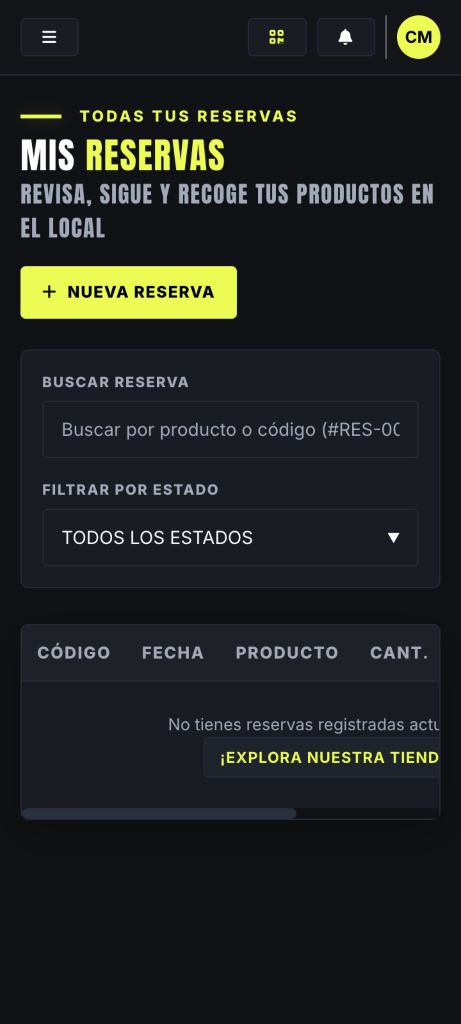 CM
TODAS TUS RESERVAS
MIS RESERVAS
REVISA, SIGUE Y RECOGE TUS PRODUCTOS EN
EL LOCAL
+ NUEVA RESERVA
BUSCAR RESERVA
Buscar por producto o código (#RES-00
FILTRAR POR ESTADO
TODOS LOS ESTADOS
CÓDIGO FECHA PRODUCTO CANT.
No tienes reservas registradas actu
¡EXPLORA NUESTRA TIEND